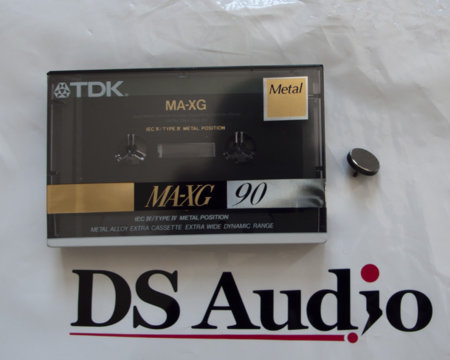 TDK
Metal
MA-XG
IEC IV/TYPE IV METAL POSITION
MA-XG 90
IEC IV/TYPE IV METAL POSITION
METAL ALLOY EXTRA CASSETTE EXTRA WIDE DYNAMIC RANGE
DS Audio